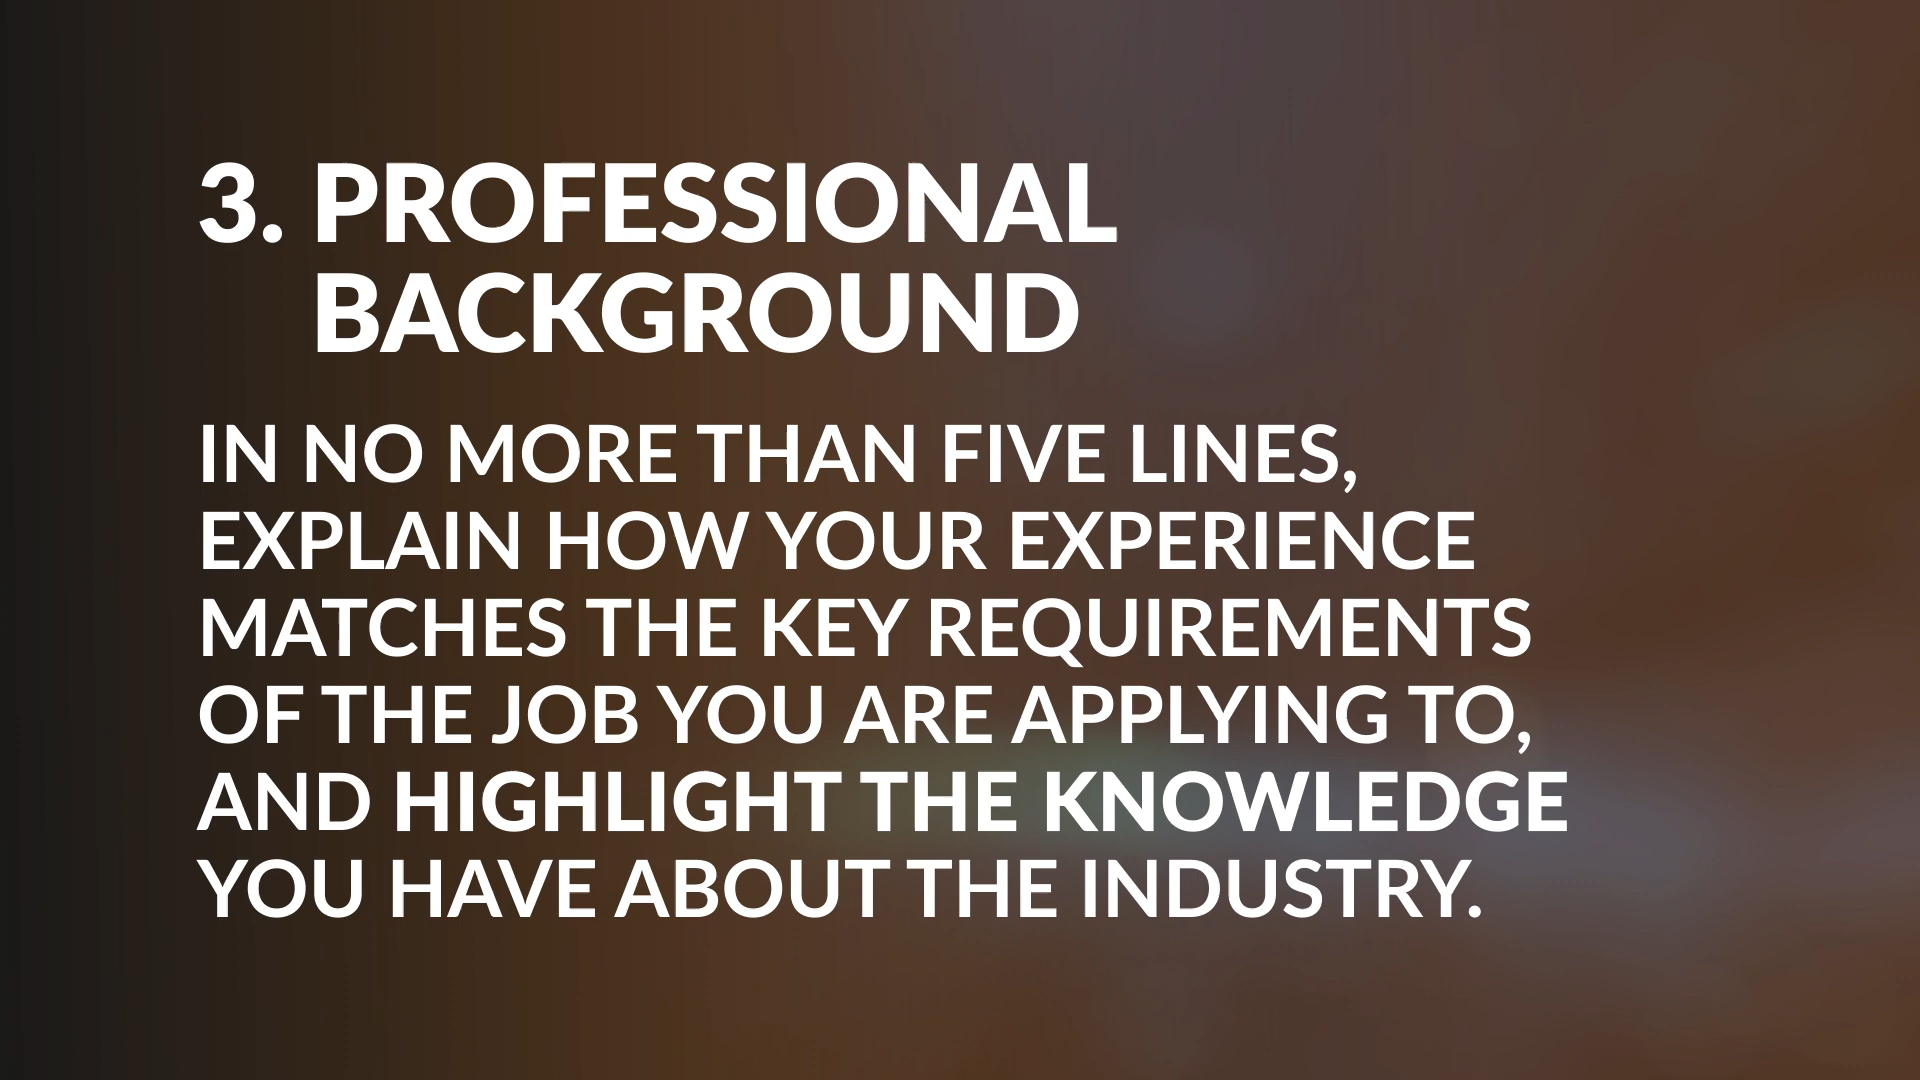 3. PROFESSIONAL
BACKGROUND
IN NO MORE THAN FIVE LINES,
EXPLAIN HOW YOUR EXPERIENCE
MATCHES THE KEY REQUIREMENTS
OF THE JOB YOU ARE APPLYING TO,
AND HIGHLIGHT THE KNOWLEDGE
YOU HAVE ABOUT THE INDUSTRY.